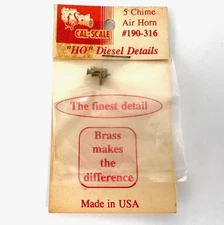 5 Chime
Air Horn
CAL-SCALE
#190-316
"HO" Diesel Details
The finest detail
Brass
makes the
difference
Made in USA